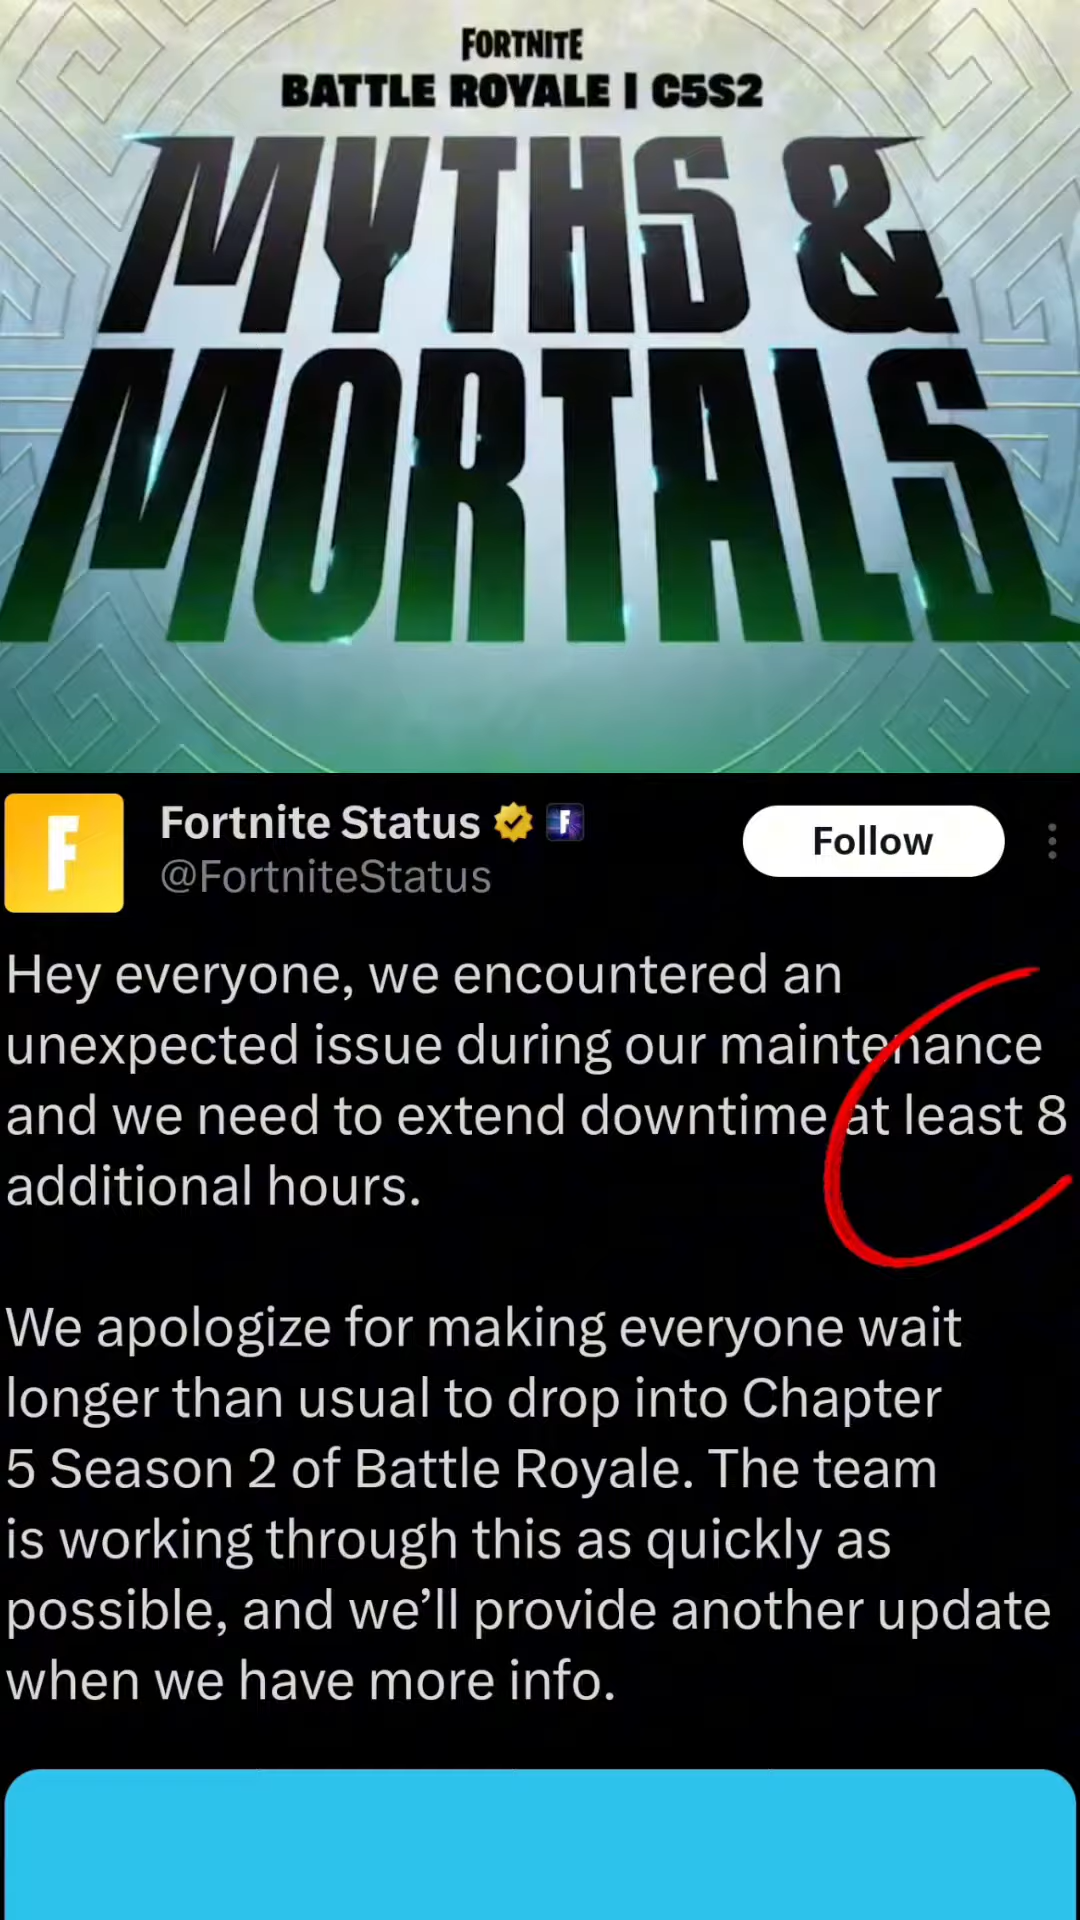 FORTNITE
BATTLE ROYALE | C5S2
MYTHS &
MORTALS
F
Fortnite Status F
@FortniteStatus
Follow
Hey everyone, we encountered an
unexpected issue during our maintenance
and we need to extend downtime at least 8
additional hours.
We apologize for making everyone wait
longer than usual to drop into Chapter
5 Season 2 of Battle Royale. The team
is working through this as quickly as
possible, and we’ll provide another update
when we have more info.